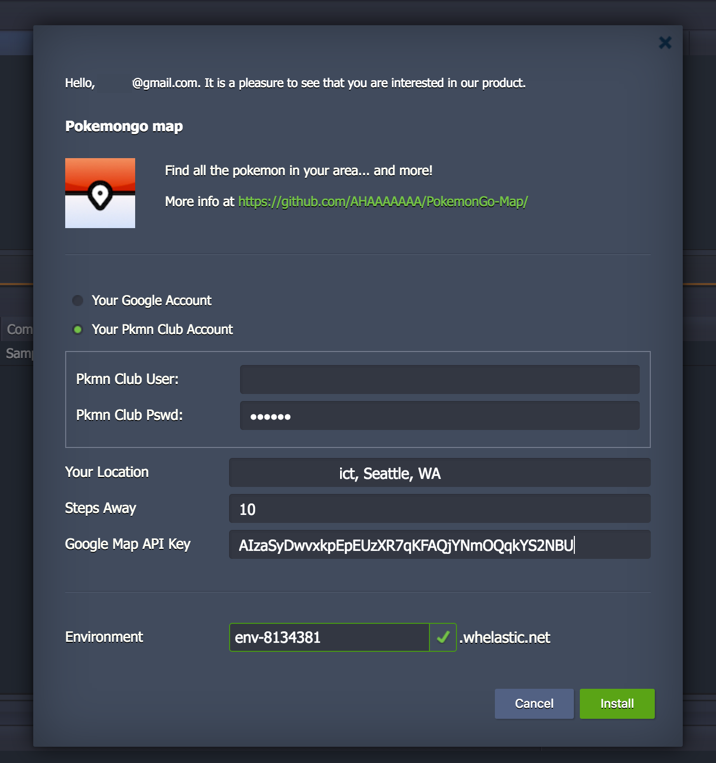 Hello, @gmail.com. It is a pleasure to see that you are interested in our product.
Pokemongo map
Find all the pokemon in your area... and more!
More info at https://github.com/AHAAAAAAA/PokemonGo-Map/
Your Google Account
Com
Your Pkmn Club Account
Samp
Pkmn Club User:
Pkmn Club Pswd: ••••••
Your Location ict, Seattle, WA
Steps Away 10
Google Map API Key AIzaSyDwvxkpEpEUzXR7qKFAQjYNmOQqkYS2NBU
Environment env-8134381 .whelastic.net
Cancel Install